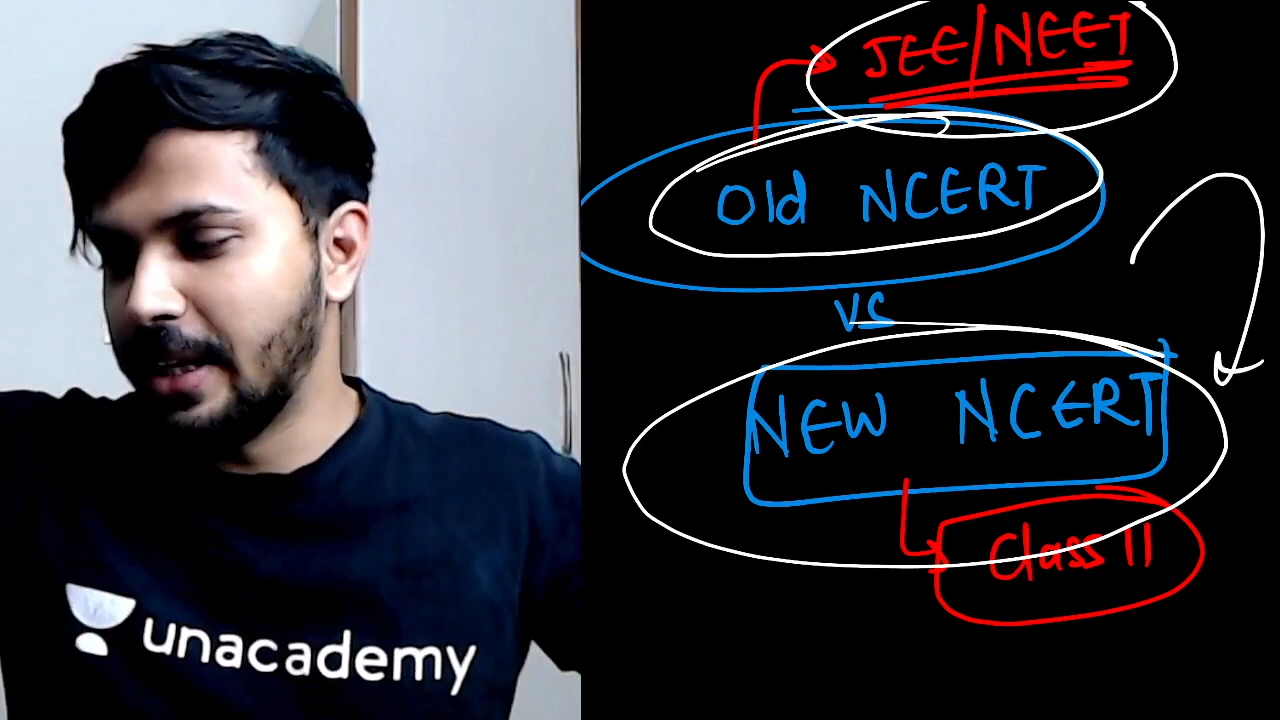 JEE/NEET
Old NCERT
vs
NEW NCERT
Class 11
unacademy